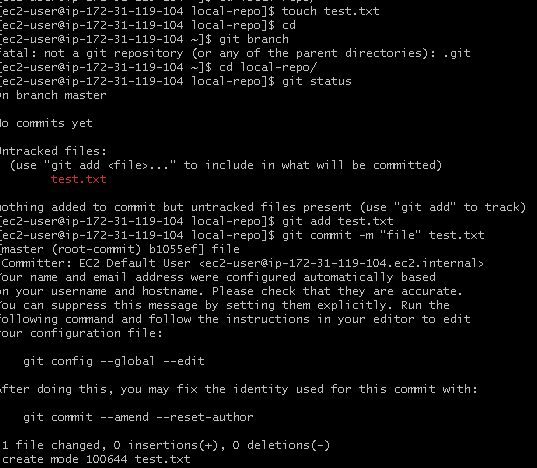 [ec2-user@ip-172-31-119-104 local-repo]$ touch test.txt
[ec2-user@ip-172-31-119-104 local-repo]$ cd
[ec2-user@ip-172-31-119-104 ~]$ git branch
fatal: not a git repository (or any of the parent directories): .git
[ec2-user@ip-172-31-119-104 ~]$ cd local-repo/
[ec2-user@ip-172-31-119-104 local-repo]$ git status
On branch master
No commits yet
Untracked files:
(use "git add <file>..." to include in what will be committed)
test.txt
nothing added to commit but untracked files present (use "git add" to track)
[ec2-user@ip-172-31-119-104 local-repo]$ git add test.txt
[ec2-user@ip-172-31-119-104 local-repo]$ git commit -m "file" test.txt
[master (root-commit) b1055ef] file
Committer: EC2 Default User <ec2-user@ip-172-31-119-104.ec2.internal>
Your name and email address were configured automatically based
on your username and hostname. Please check that they are accurate.
You can suppress this message by setting them explicitly. Run the
following command and follow the instructions in your editor to edit
your configuration file:
git config --global --edit
After doing this, you may fix the identity used for this commit with:
git commit --amend --reset-author
1 file changed, 0 insertions(+), 0 deletions(-)
create mode 100644 test.txt